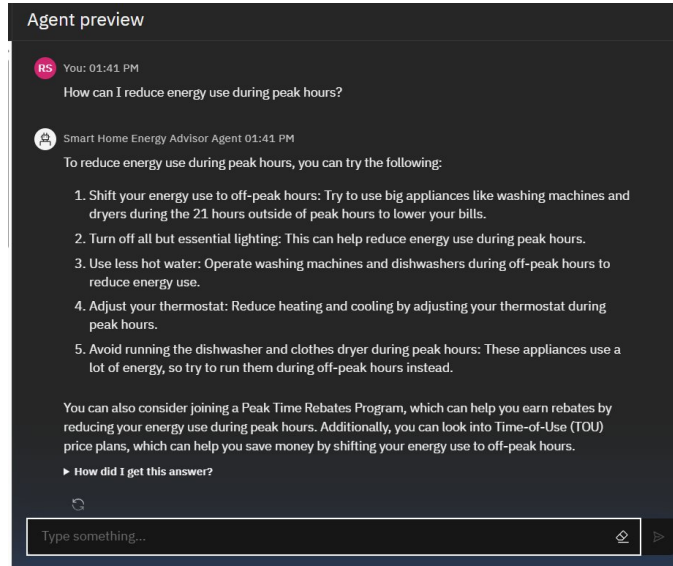 Agent preview
RS You: 01:41 PM
How can I reduce energy use during peak hours?
Smart Home Energy Advisor Agent 01:41 PM
To reduce energy use during peak hours, you can try the following:
1. Shift your energy use to off-peak hours: Try to use big appliances like washing machines and
dryers during the 21 hours outside of peak hours to lower your bills.
2. Turn off all but essential lighting: This can help reduce energy use during peak hours.
3. Use less hot water: Operate washing machines and dishwashers during off-peak hours to
reduce energy use.
4. Adjust your thermostat: Reduce heating and cooling by adjusting your thermostat during
peak hours.
5. Avoid running the dishwasher and clothes dryer during peak hours: These appliances use a
lot of energy, so try to run them during off-peak hours instead.
You can also consider joining a Peak Time Rebates Program, which can help you earn rebates by
reducing your energy use during peak hours. Additionally, you can look into Time-of-Use (TOU)
price plans, which can help you save money by shifting your energy use to off-peak hours.
How did I get this answer?
Type something...